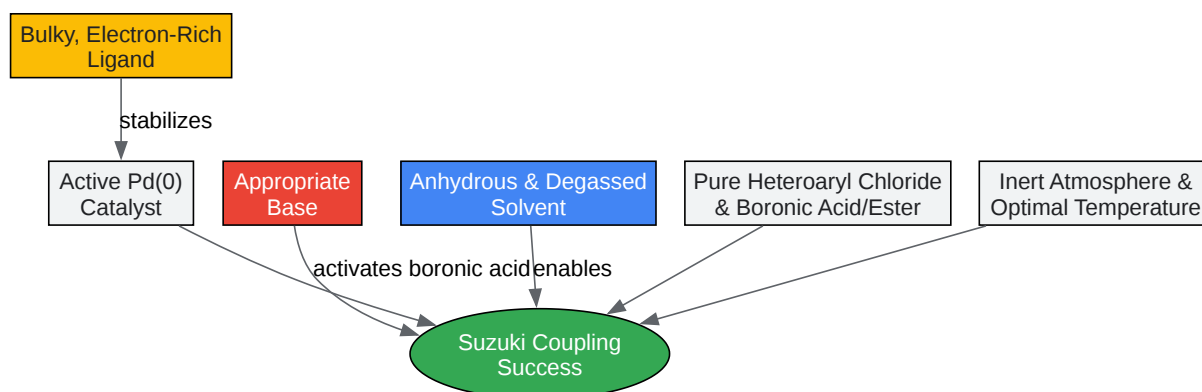 Bulky, Electron-Rich
Ligand
stabilizes
Active Pd(0)
Catalyst
Appropriate
Base
Anhydrous & Degassed
Solvent
Pure Heteroaryl Chloride
& Boronic Acid/Ester
Inert Atmosphere &
Optimal Temperature
activates boronic acid
enables
Suzuki Coupling
Success